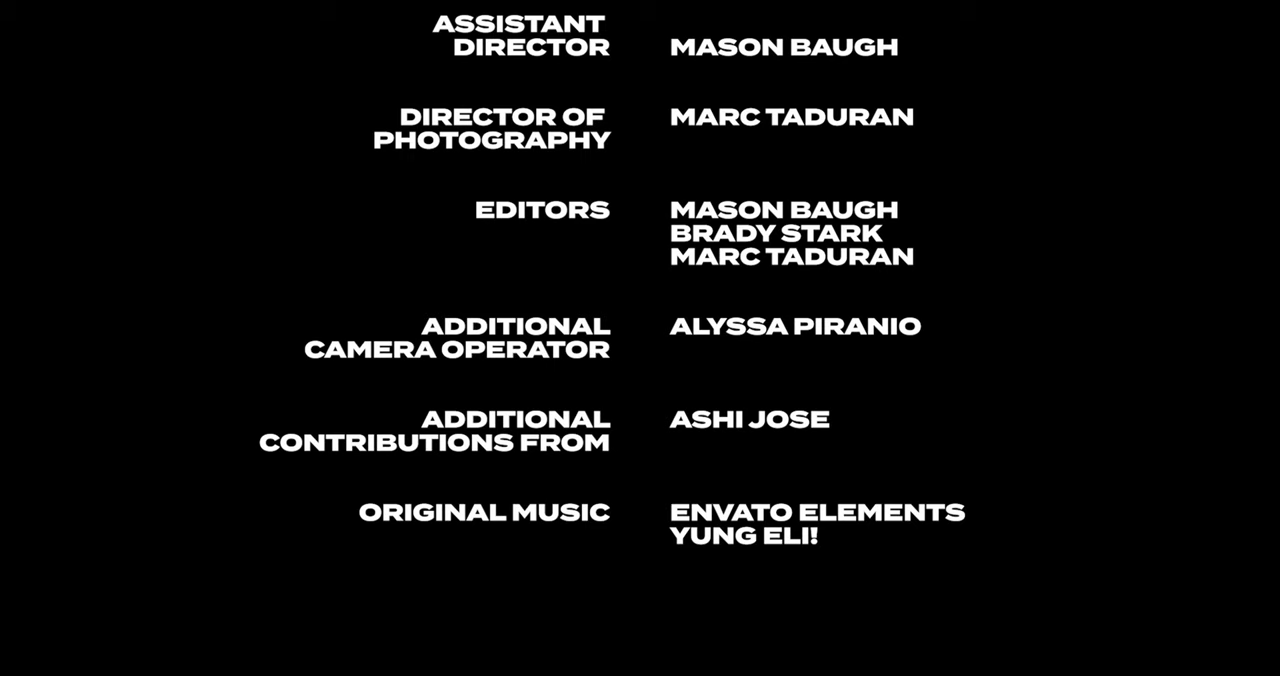 ASSISTANT
DIRECTOR MASON BAUGH
DIRECTOR OF MARC TADURAN
PHOTOGRAPHY
EDITORS MASON BAUGH
BRADY STARK
MARC TADURAN
ADDITIONAL ALYSSA PIRANIO
CAMERA OPERATOR
ADDITIONAL ASHI JOSE
CONTRIBUTIONS FROM
ORIGINAL MUSIC ENVATO ELEMENTS
YUNG ELI!